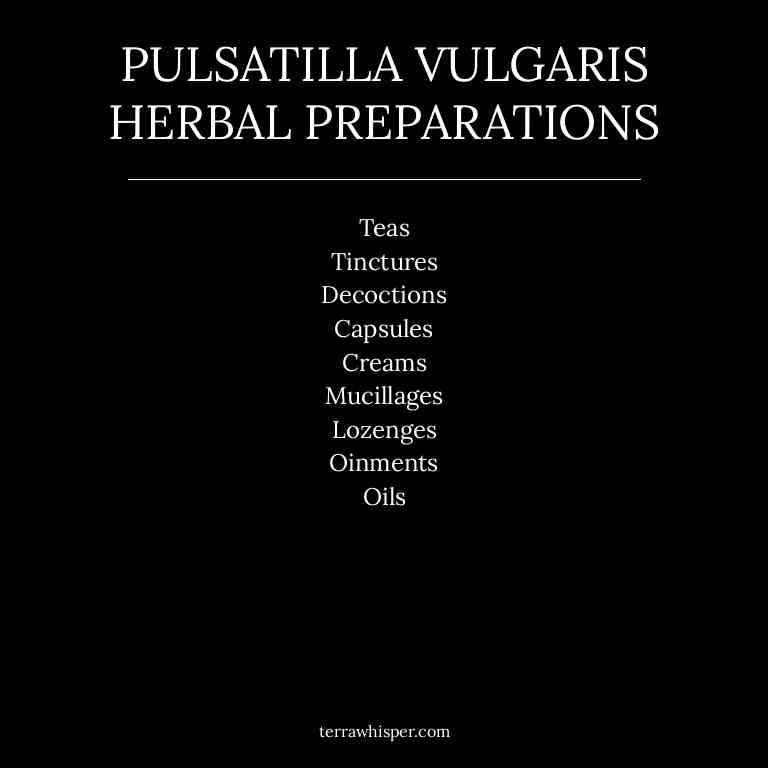 PULSATILLA VULGARIS
HERBAL PREPARATIONS
Teas
Tinctures
Decoctions
Capsules
Creams
Mucillages
Lozenges
Oinments
Oils
terrawhisper.com